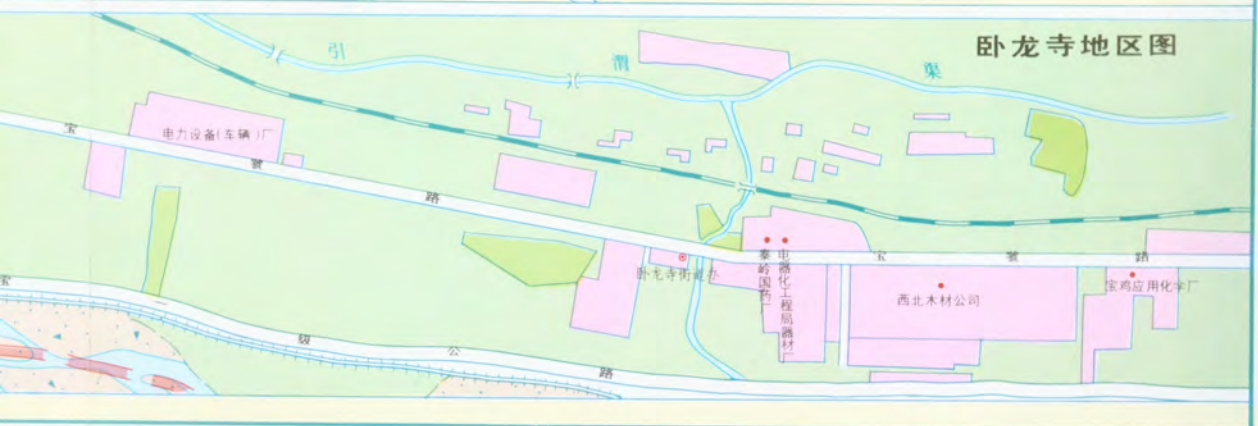 卧龙寺地区图
引渭渠
电力设备(车辆)厂
宝虢路
卧龙寺街道办
秦岭国药厂
电器化工程局器材厂
宝虢路
西北木材公司
宝鸡应用化学厂
宝
级公路